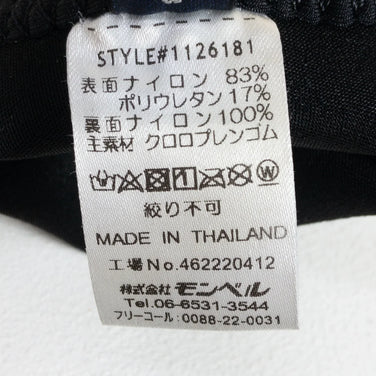 STYLE#1126181
表面ナイロン 83%
ポリウレタン 17%
裏面ナイロン100%
主素材 クロロプレンゴム
絞り不可
MADE IN THAILAND
工場No.462220412
株式会社 モンベル
Tel.06-6531-3544
フリーコール:0088-22-0031